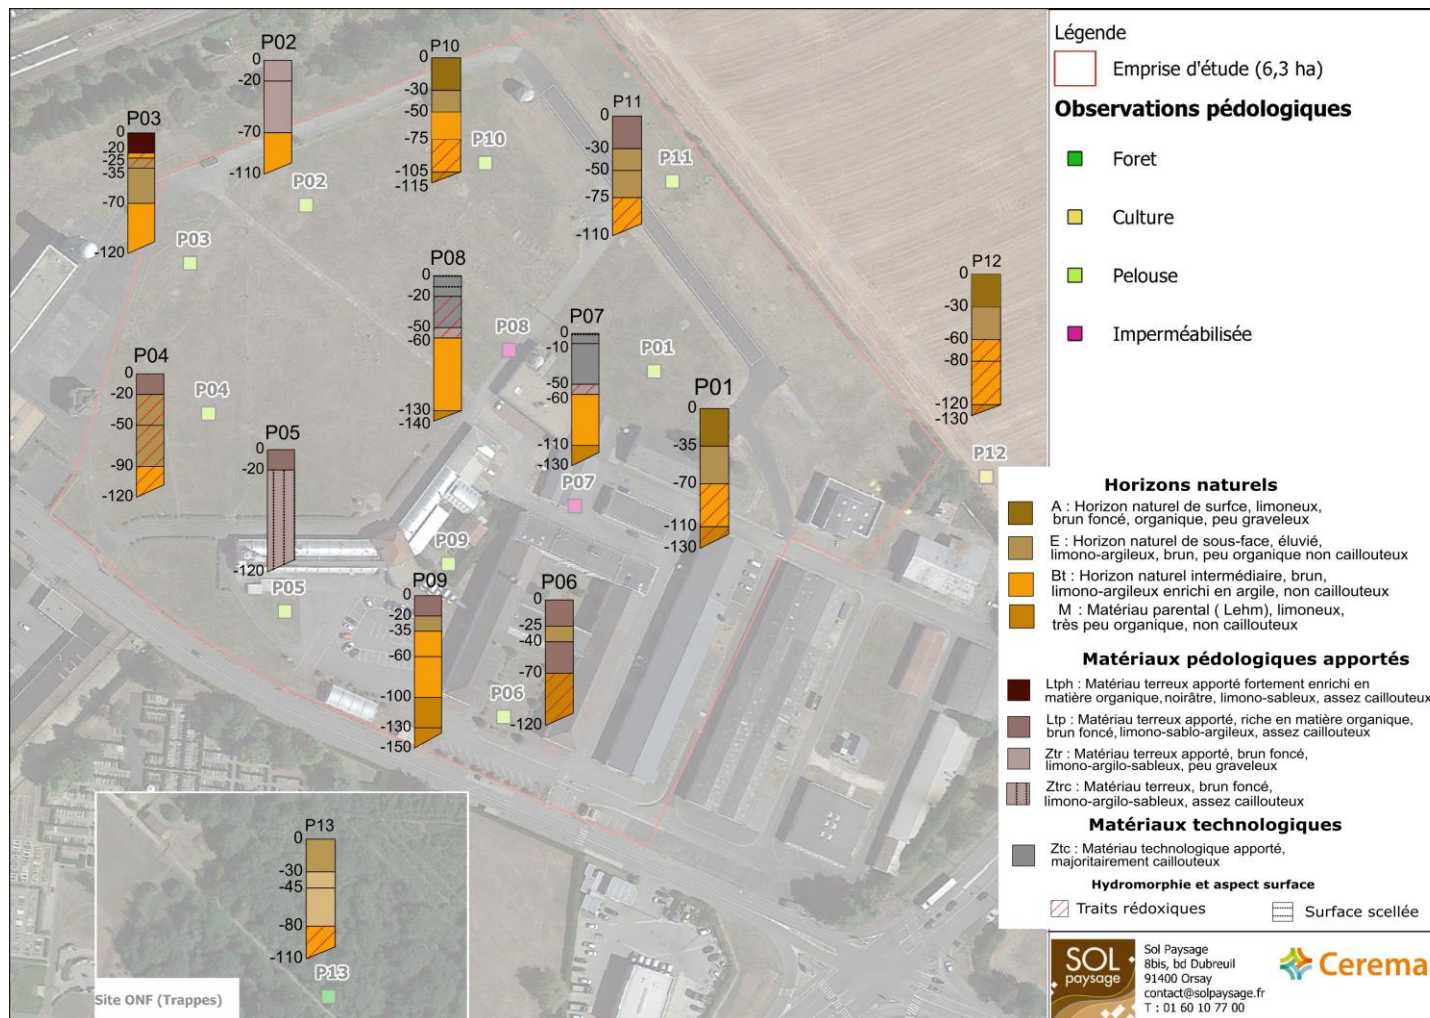 P02
0
-20
-70
-110
P02
P10
0
-30
-50
-75
-105
-115
P10
P11
0
-30
-50
-75
-110
P11
P03
0
-20
-25
-35
-70
-120
P03
P08
0
-20
-50
-60
-130
-140
P08
P07
0
-10
-50
-60
-110
-130
P07
P01
P01
0
-35
-70
-110
-130
P12
0
-30
-60
-80
-120
-130
P12
P04
0
-20
-50
-90
-120
P04
P05
0
-20
-120
P05
P09
P09
0
-20
-35
-60
-100
-130
-150
P06
0
-25
-40
-70
-120
P06
P13
0
-30
-45
-80
-110
P13
Site ONF (Trappes)
Légende
Emprise d'étude (6,3 ha)
Observations pédologiques
Foret
Culture
Pelouse
Imperméabilisée
Horizons naturels
A : Horizon naturel de surfce, limoneux,
brun foncé, organique, peu graveleux
E : Horizon naturel de sous-face, éluvié,
limono-argileux, brun, peu organique non caillouteux
Bt : Horizon naturel intermédiaire, brun,
limono-argileux enrichi en argile, non caillouteux
M : Matériau parental ( Lehm), limoneux,
très peu organique, non caillouteux
Matériaux pédologiques apportés
Ltph : Matériau terreux apporté fortement enrichi en
matière organique, noirâtre, limono-sableux, assez caillouteux
Ltp : Matériau terreux apporté, riche en matière organique,
brun foncé, limono-sablo-argileux, assez caillouteux
Ztr : Matériau terreux apporté, brun foncé,
limono-argilo-sableux, peu graveleux
Ztrc : Matériau terreux, brun foncé,
limono-argilo-sableux, assez caillouteux
Matériaux technologiques
Ztc : Matériau technologique apporté,
majoritairement caillouteux
Hydromorphie et aspect surface
Traits rédoxiques
Surface scellée
SOL
paysage
Sol Paysage
8bis, bd Dubreuil
91400 Orsay
contact@solpaysage.fr
T : 01 60 10 77 00
Cerema